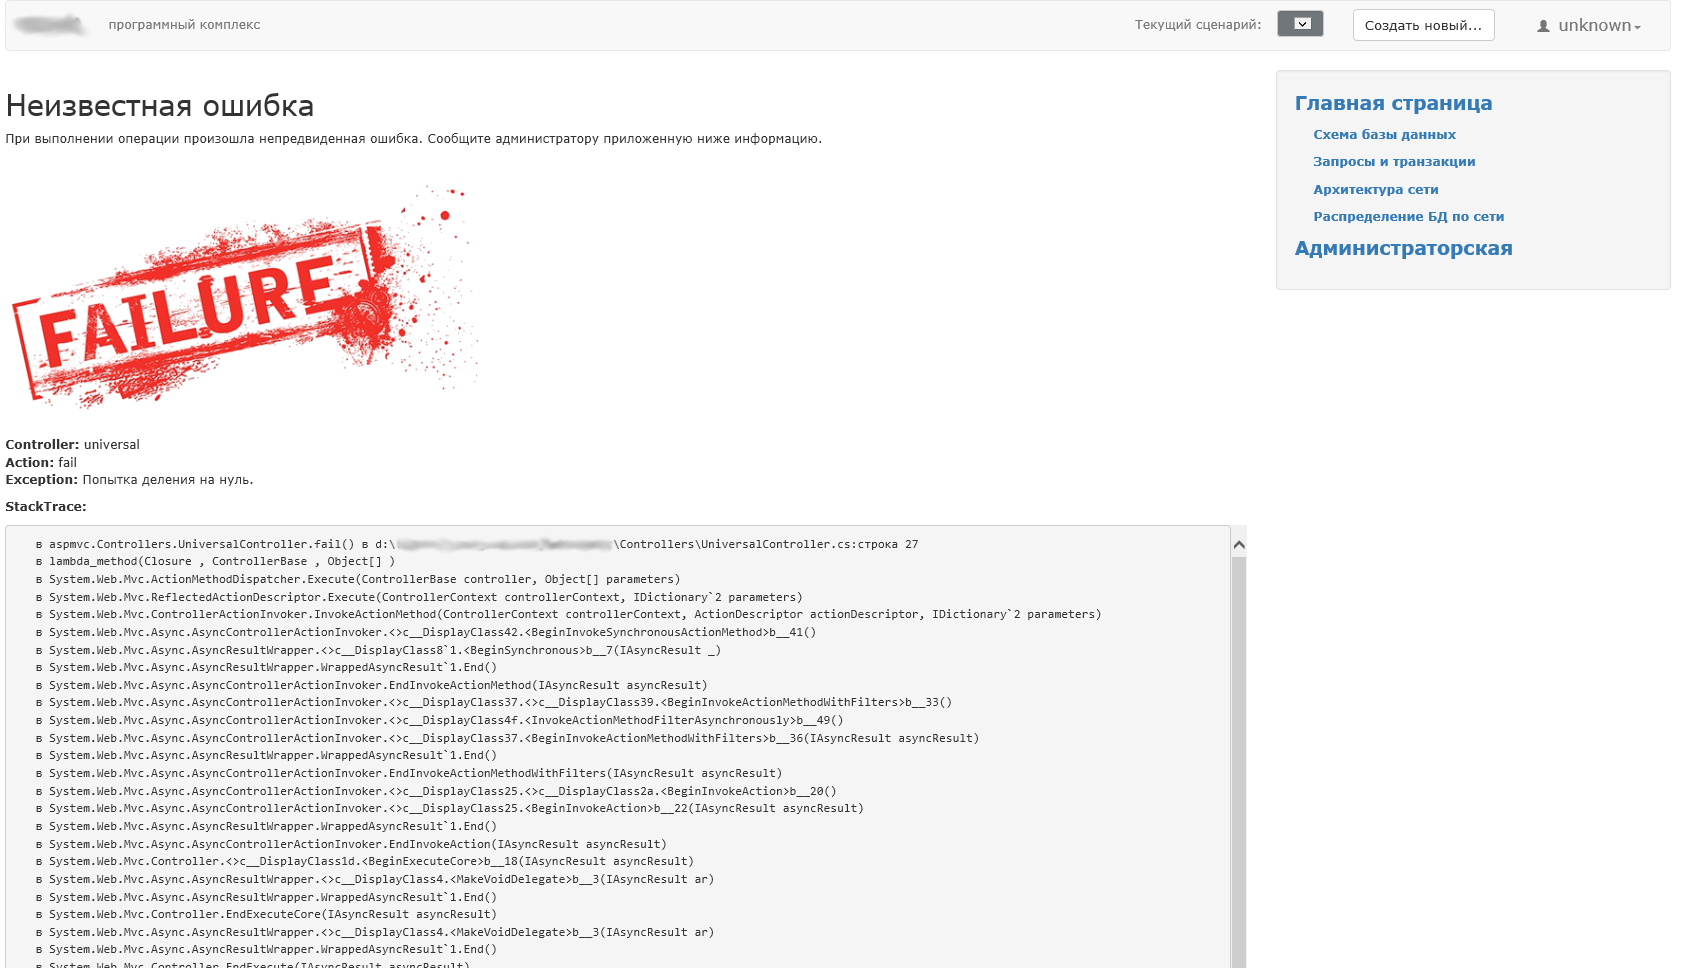 программный комплекс
Текущий сценарий:
Создать новый...
unknown
Главная страница
Схема базы данных
Запросы и транзакции
Архитектура сети
Распределение БД по сети
Администраторская
Неизвестная ошибка
При выполнении операции произошла непредвиденная ошибка. Сообщите администратору приложенную ниже информацию.
FAILURE
Controller: universal
Action: fail
Exception: Попытка деления на нуль.
StackTrace:
в aspmvc.Controllers.UniversalController.fail() в d:\ \Controllers\UniversalController.cs:строка 27
в lambda_method(Closure , ControllerBase , Object[] )
в System.Web.Mvc.ActionMethodDispatcher.Execute(ControllerBase controller, Object[] parameters)
в System.Web.Mvc.ReflectedActionDescriptor.Execute(ControllerContext controllerContext, IDictionary`2 parameters)
в System.Web.Mvc.ControllerActionInvoker.InvokeActionMethod(ControllerContext controllerContext, ActionDescriptor actionDescriptor, IDictionary`2 parameters)
в System.Web.Mvc.Async.AsyncControllerActionInvoker.<>c__DisplayClass42.<BeginInvokeSynchronousActionMethod>b__41()
в System.Web.Mvc.Async.AsyncResultWrapper.<>c__DisplayClass8`1.<BeginSynchronous>b__7(IAsyncResult _)
в System.Web.Mvc.Async.AsyncResultWrapper.WrappedAsyncResult`1.End()
в System.Web.Mvc.Async.AsyncControllerActionInvoker.EndInvokeActionMethod(IAsyncResult asyncResult)
в System.Web.Mvc.Async.AsyncControllerActionInvoker.<>c__DisplayClass37.<>c__DisplayClass39.<BeginInvokeActionMethodWithFilters>b__33()
в System.Web.Mvc.Async.AsyncControllerActionInvoker.<>c__DisplayClass4f.<InvokeActionMethodFilterAsynchronously>b__49()
в System.Web.Mvc.Async.AsyncControllerActionInvoker.<>c__DisplayClass37.<BeginInvokeActionMethodWithFilters>b__36(IAsyncResult asyncResult)
в System.Web.Mvc.Async.AsyncResultWrapper.WrappedAsyncResult`1.End()
в System.Web.Mvc.Async.AsyncControllerActionInvoker.EndInvokeActionMethodWithFilters(IAsyncResult asyncResult)
в System.Web.Mvc.Async.AsyncControllerActionInvoker.<>c__DisplayClass25.<>c__DisplayClass2a.<BeginInvokeAction>b__20()
в System.Web.Mvc.Async.AsyncControllerActionInvoker.<>c__DisplayClass25.<BeginInvokeAction>b__22(IAsyncResult asyncResult)
в System.Web.Mvc.Async.AsyncResultWrapper.WrappedAsyncResult`1.End()
в System.Web.Mvc.Async.AsyncControllerActionInvoker.EndInvokeAction(IAsyncResult asyncResult)
в System.Web.Mvc.Controller.<>c__DisplayClass1d.<BeginExecuteCore>b__18(IAsyncResult asyncResult)
в System.Web.Mvc.Async.AsyncResultWrapper.<>c__DisplayClass4.<MakeVoidDelegate>b__3(IAsyncResult ar)
в System.Web.Mvc.Async.AsyncResultWrapper.WrappedAsyncResult`1.End()
в System.Web.Mvc.Controller.EndExecuteCore(IAsyncResult asyncResult)
в System.Web.Mvc.Async.AsyncResultWrapper.<>c__DisplayClass4.<MakeVoidDelegate>b__3(IAsyncResult ar)
в System.Web.Mvc.Async.AsyncResultWrapper.WrappedAsyncResult`1.End()
в System.Web.Mvc.Controller.EndExecute(IAsyncResult asyncResult)